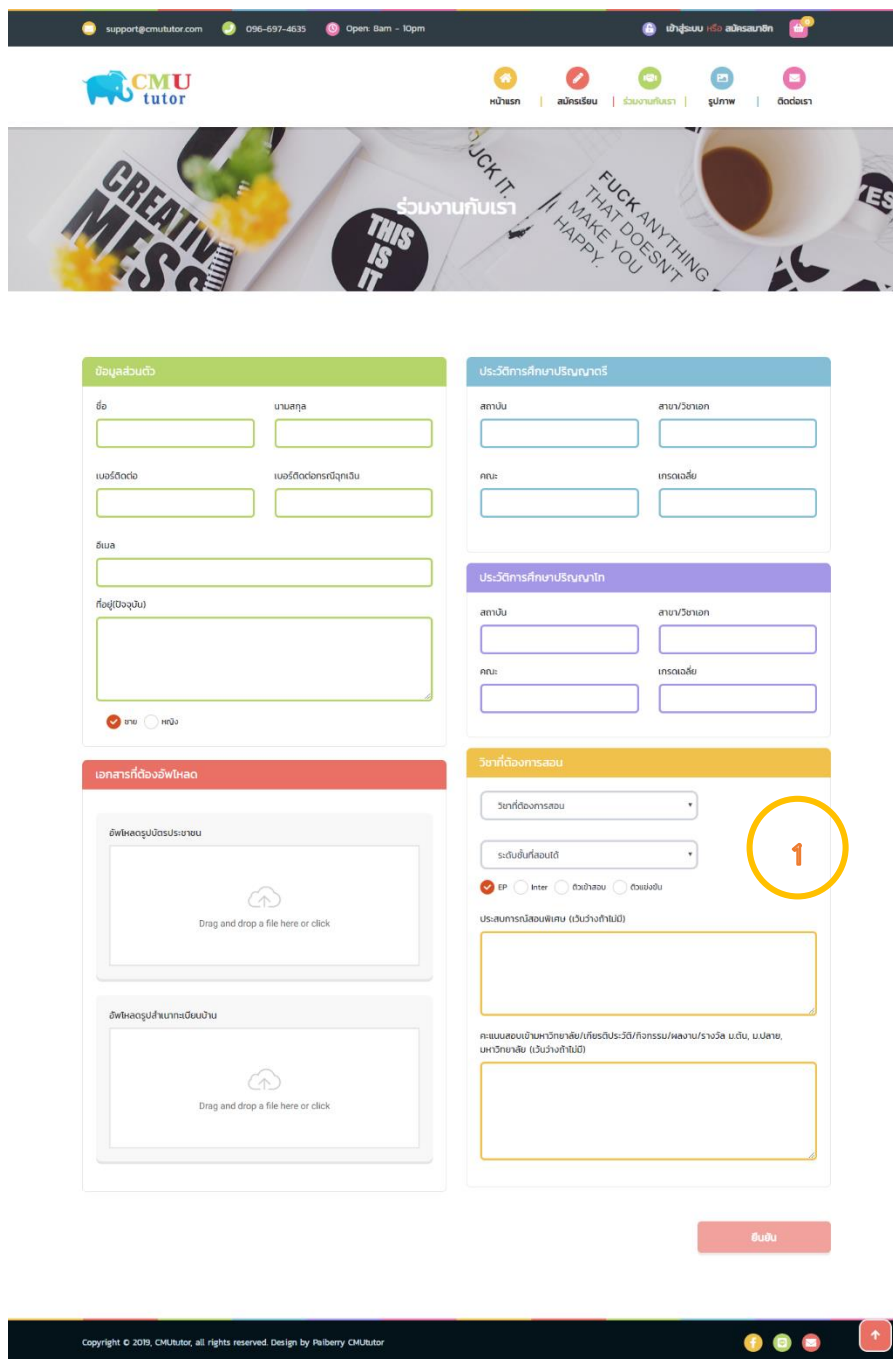 support@cmututor.com 096-697-4635 Open: 8am - 10pm เข้าสู่ระบบ หรือ สมัครสมาชิก 0
CMU
tutor
หน้าแรก | สมัครเรียน | ร่วมงานกับเรา | รูปภาพ | ติดต่อเรา
CREATIVE
MESS
THIS
IS
IT
UCK IT.
FUCK ANYTHING
THAT DOESN'T
MAKE YOU
HAPPY.
YES
ร่วมงานกับเรา
ข้อมูลส่วนตัว
ชื่อ นามสกุล
เบอร์ติดต่อ เบอร์ติดต่อกรณีฉุกเฉิน
อีเมล
ที่อยู่(ปัจจุบัน)
ชาย หญิง
เอกสารที่ต้องอัพโหลด
อัพโหลดรูปบัตรประชาชน
Drag and drop a file here or click
อัพโหลดรูปสำเนาทะเบียนบ้าน
Drag and drop a file here or click
ประวัติการศึกษาปริญญาตรี
สถาบัน สาขา/วิชาเอก
คณะ เกรดเฉลี่ย
ประวัติการศึกษาปริญญาโท
สถาบัน สาขา/วิชาเอก
คณะ เกรดเฉลี่ย
วิชาที่ต้องการสอน
วิชาที่ต้องการสอน
ระดับชั้นที่สอนได้
1
EP Inter ติวเข้าสอบ ติวแข่งขัน
ประสบการณ์สอนพิเศษ (เว้นว่างถ้าไม่มี)
คะแนนสอบเข้ามหาวิทยาลัย/เกียรติประวัติ/กิจกรรม/ผลงาน/รางวัล ม.ต้น, ม.ปลาย,
มหาวิทยาลัย (เว้นว่างถ้าไม่มี)
ยืนยัน
Copyright © 2019, CMUtutor, all rights reserved. Design by Paiberry CMUtutor